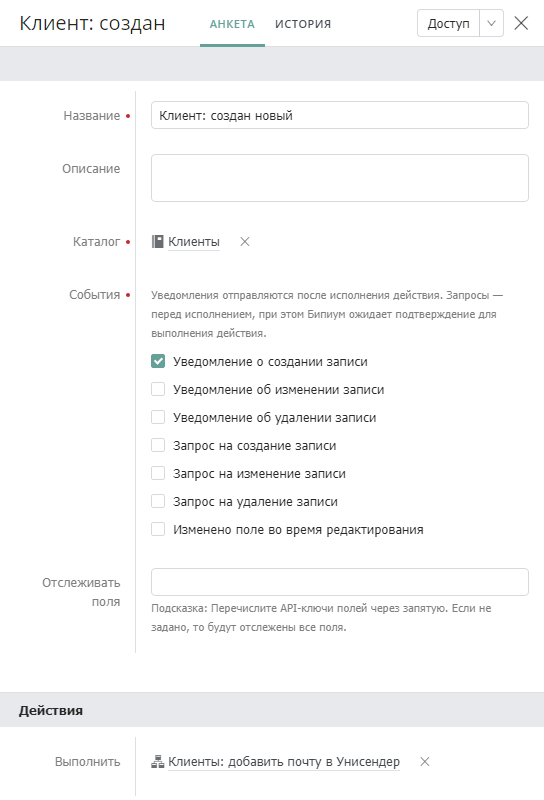 Клиент: создан АНКЕТА ИСТОРИЯ Доступ
Название • Клиент: создан новый
Описание
Каталог • Клиенты
События • Уведомления отправляются после исполнения действия. Запросы —
перед исполнением, при этом Бипиум ожидает подтверждение для
выполнения действия.
Уведомление о создании записи
Уведомление об изменении записи
Уведомление об удалении записи
Запрос на создание записи
Запрос на изменение записи
Запрос на удаление записи
Изменено поле во время редактирования
Отслеживать
поля
Подсказка: Перечислите API-ключи полей через запятую. Если не
задано, то будут отслежены все поля.
Действия
Выполнить Клиенты: добавить почту в Унисендер